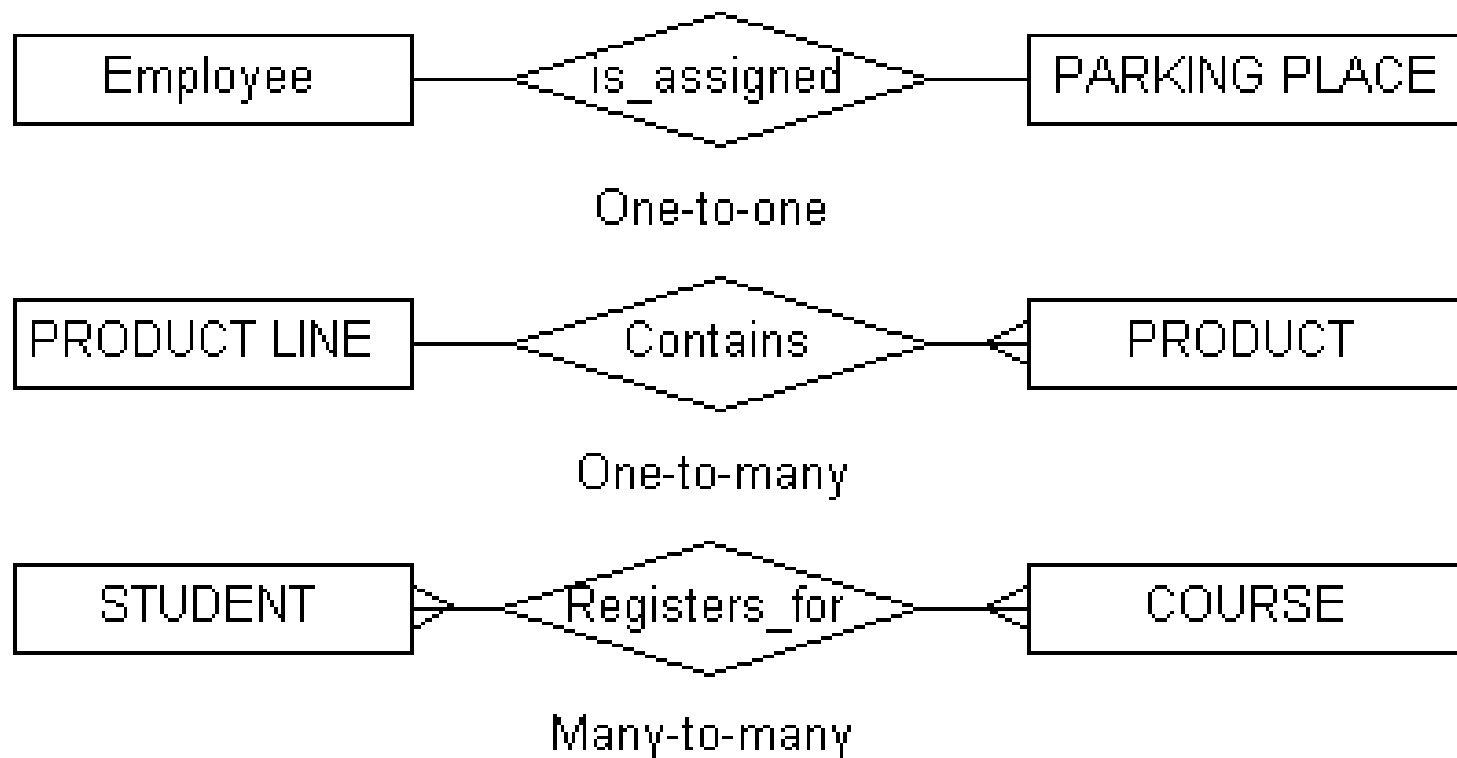 Employee is_assigned PARKING PLACE
One-to-one
PRODUCT LINE Contains PRODUCT
One-to-many
STUDENT Registers_for COURSE
Many-to-many